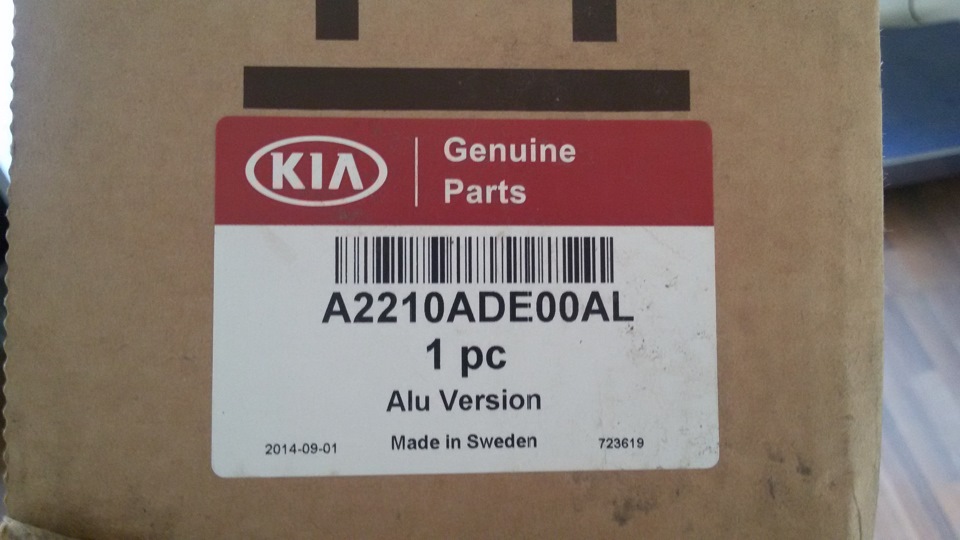 KIA
Genuine
Parts
A2210ADE00AL
1 pc
Alu Version
2014-09-01
Made in Sweden
723619